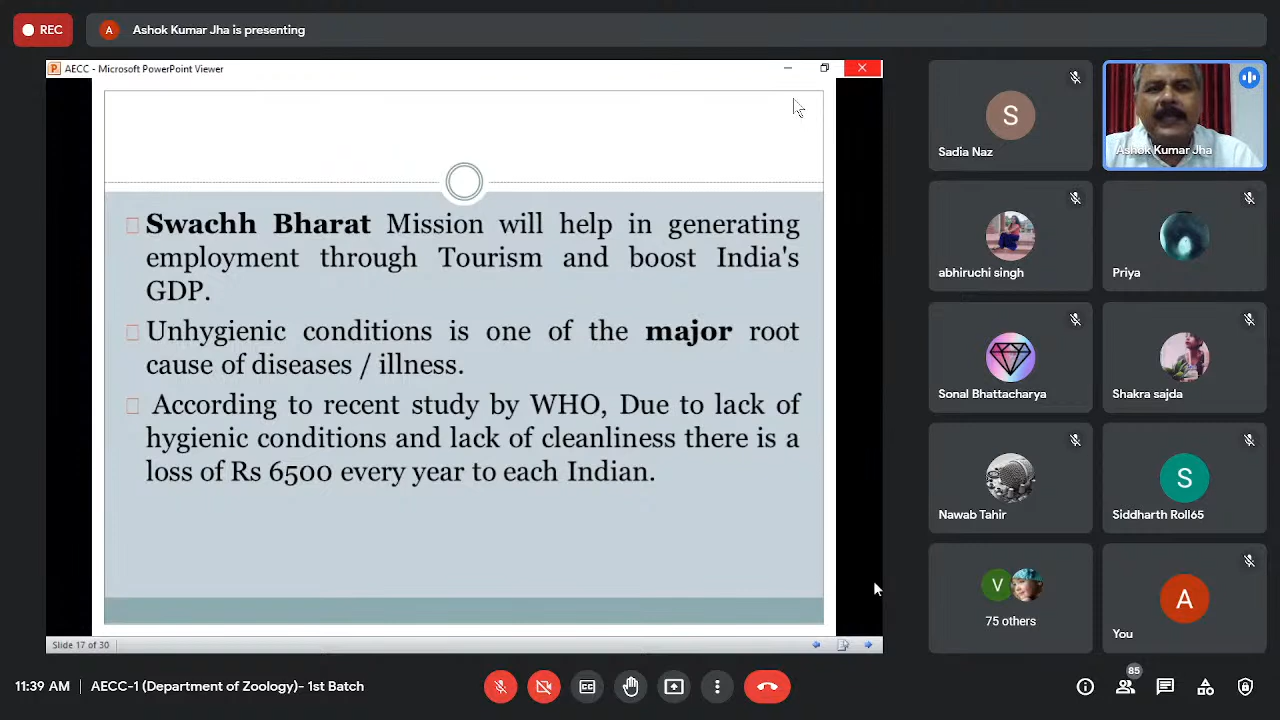 REC
A
Ashok Kumar Jha is presenting
P AECC - Microsoft PowerPoint Viewer
Swachh Bharat Mission will help in generating
employment through Tourism and boost India's
GDP.
Unhygienic conditions is one of the major root
cause of diseases / illness.
According to recent study by WHO, Due to lack of
hygienic conditions and lack of cleanliness there is a
loss of Rs 6500 every year to each Indian.
Slide 17 of 30
S
Sadia Naz
Ashok Kumar Jha
abhiruchi singh
Priya
Sonal Bhattacharya
Shakra sajda
Nawab Tahir
S
Siddharth Roll65
V
75 others
A
You
11:39 AM | AECC-1 (Department of Zoology)- 1st Batch
CC
85